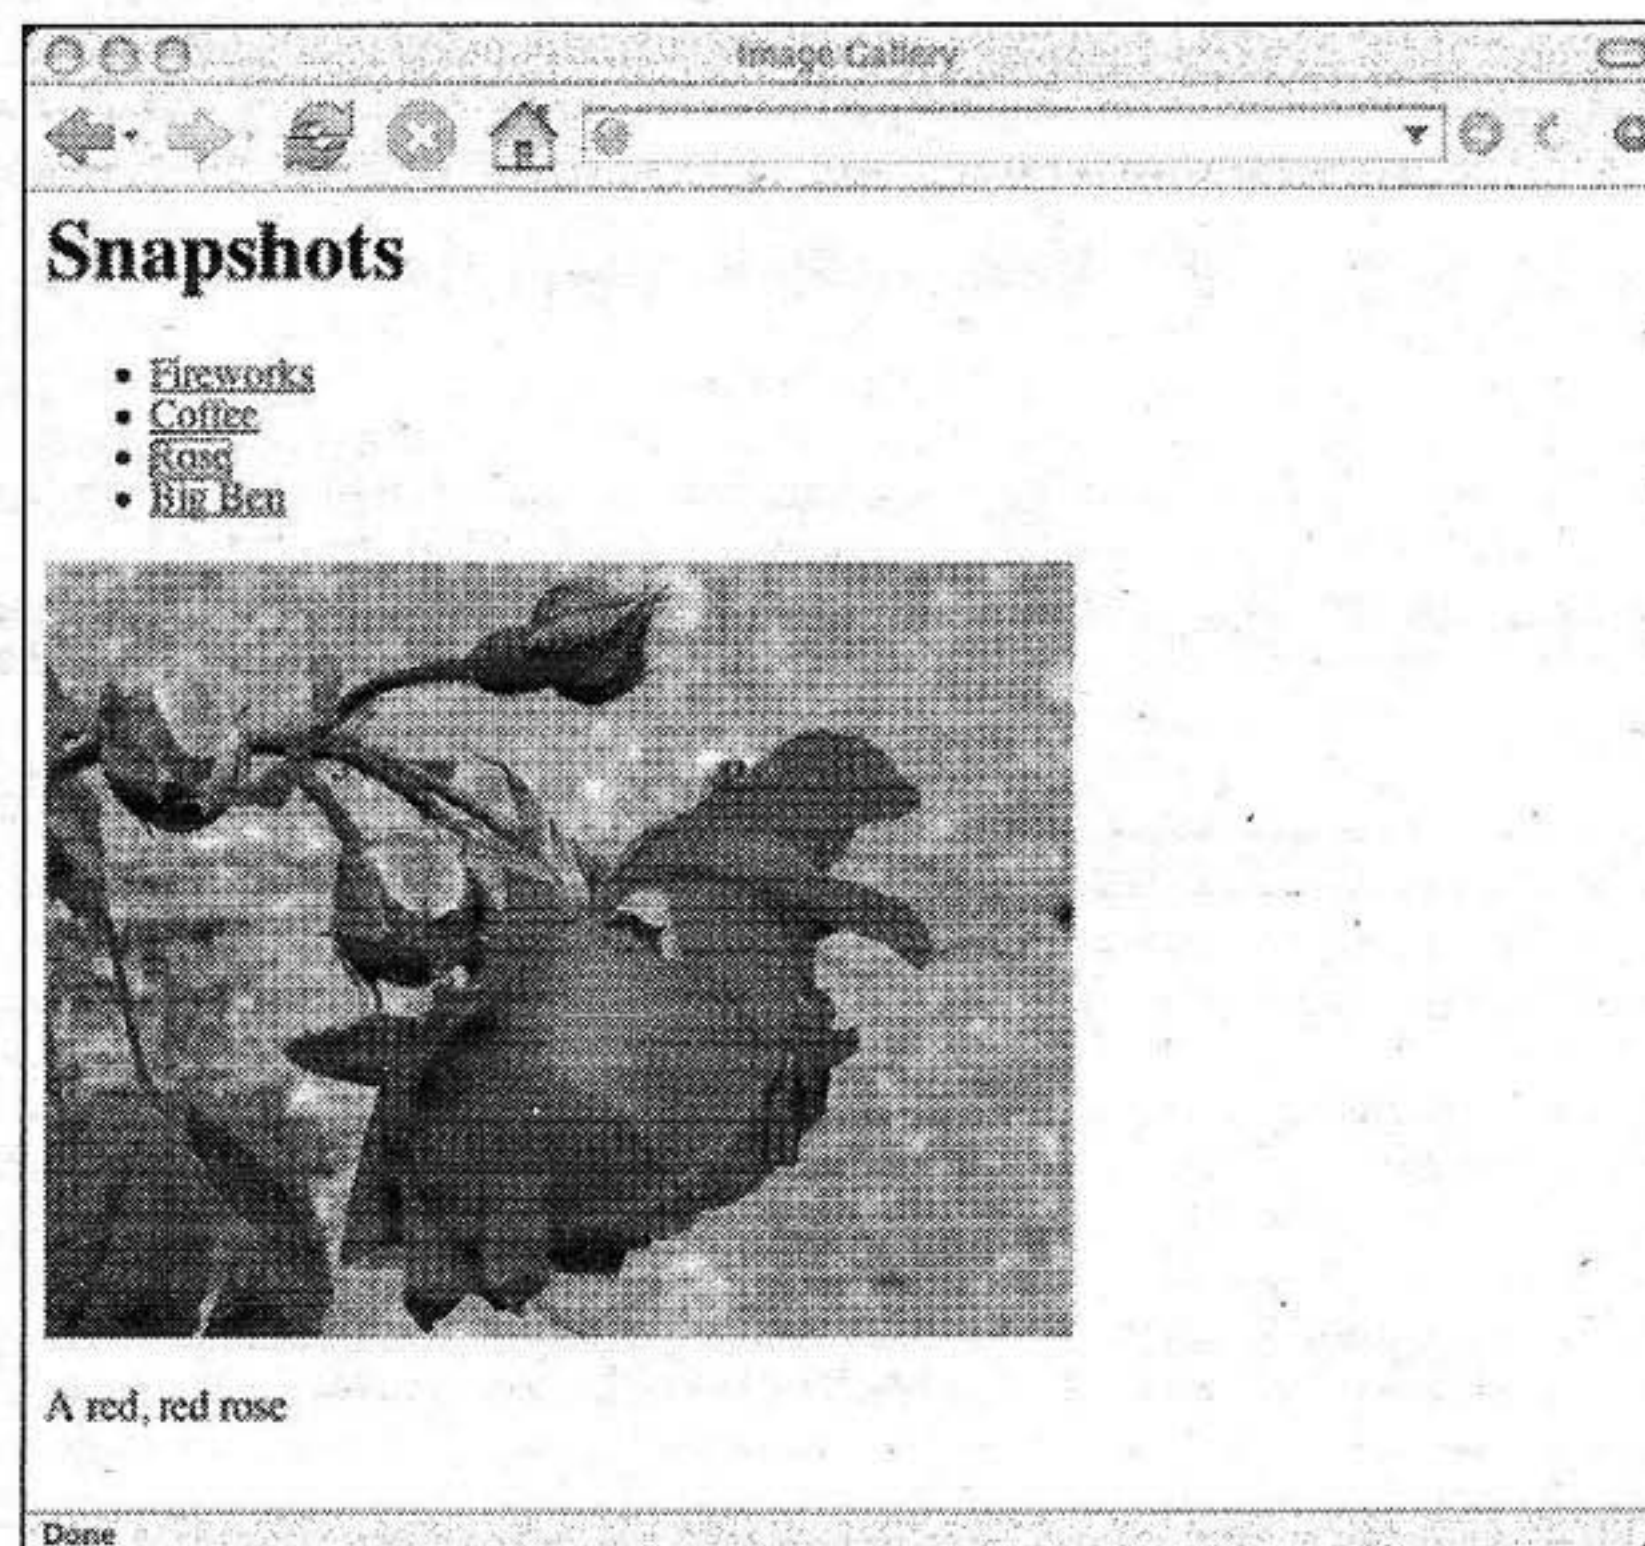 Image Gallery
Snapshots
Fireworks
Coffee
Rose
Big Ben
A red, red rose
Done